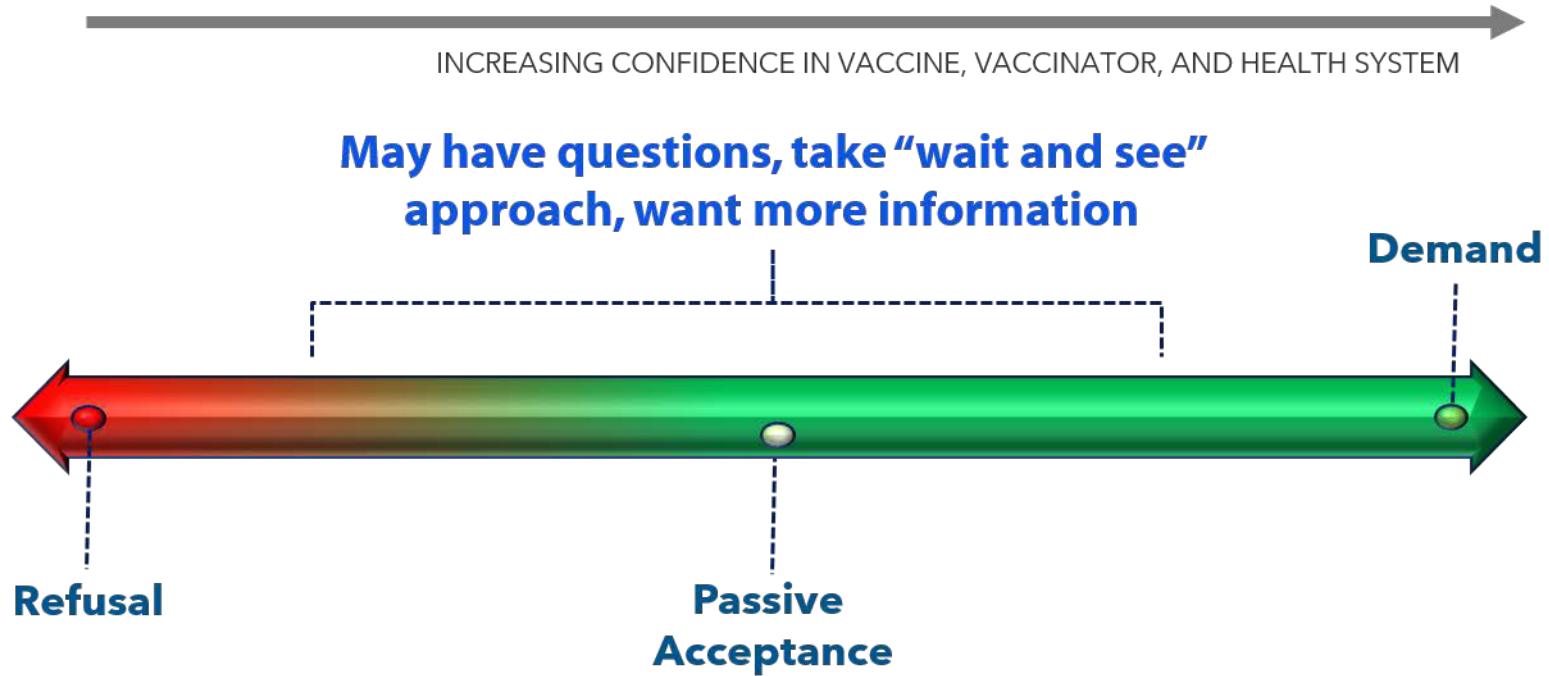 INCREASING CONFIDENCE IN VACCINE, VACCINATOR, AND HEALTH SYSTEM
May have questions, take “wait and see”
approach, want more information
Demand
Refusal
Passive
Acceptance